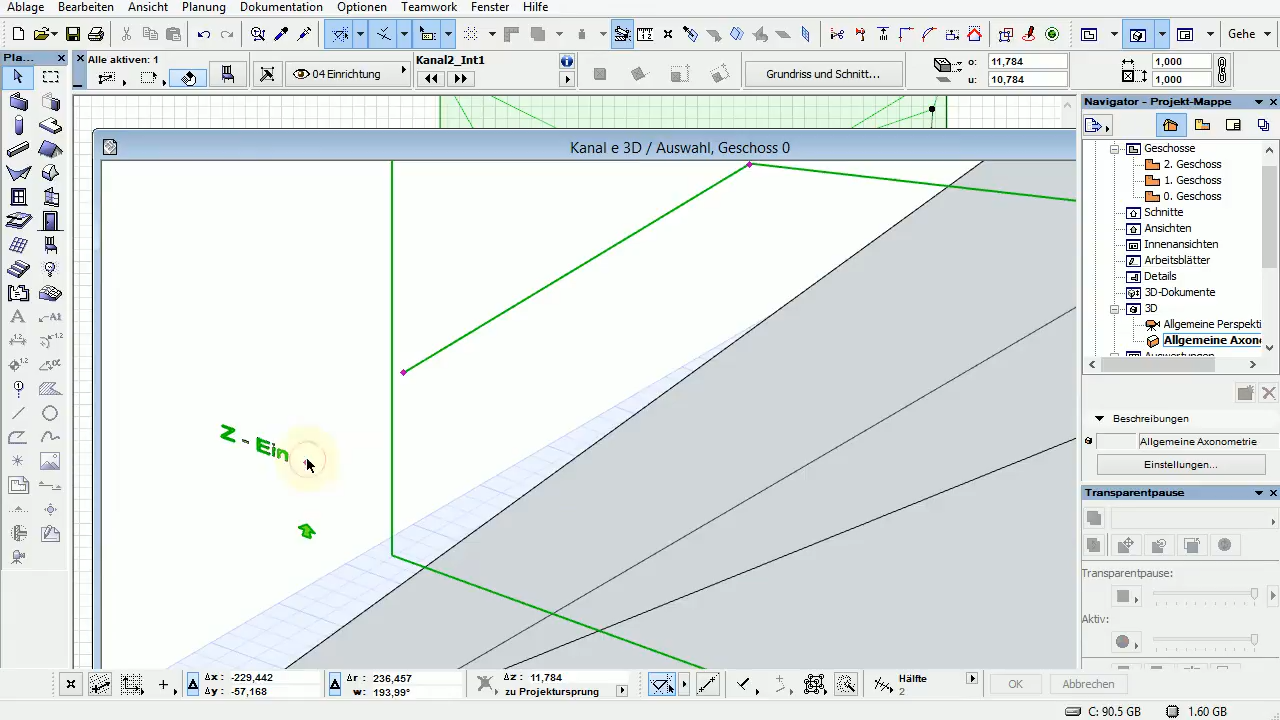 Ablage Bearbeiten Ansicht Planung Dokumentation Optionen Teamwork Fenster Hilfe
Gehe
Pla...
Alle aktiven: 1
04 Einrichtung
Kanal2_Int1
Grundriss und Schnitt...
o: 11,784
u: 10,784
1,000
1,000
Navigator - Projekt-Mappe
Kanal e 3D / Auswahl, Geschoss 0
Geschosse
2. Geschoss
1. Geschoss
0. Geschoss
Schnitte
Ansichten
Innenansichten
Arbeitsblätter
Details
3D-Dokumente
3D
Allgemeine Perspekti
Allgemeine Axono
Beschreibungen
Allgemeine Axonometrie
Einstellungen...
Transparentpause
Transparentpause:
Aktiv:
Z - Ein
Δx: -229,442
Δy: -57,168
Δr: 236,457
w: 193,99°
Δz: 11,784
zu Projektursprung
Hälfte
2
OK
Abbrechen
C: 90.5 GB
1.60 GB